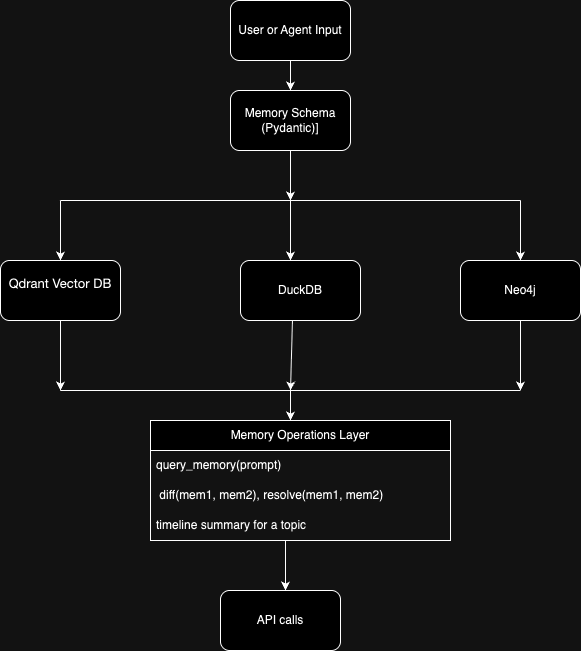 User or Agent Input
Memory Schema
(Pydantic)]
Qdrant Vector DB
DuckDB
Neo4j
Memory Operations Layer
query_memory(prompt)
diff(mem1, mem2), resolve(mem1, mem2)
timeline summary for a topic
API calls